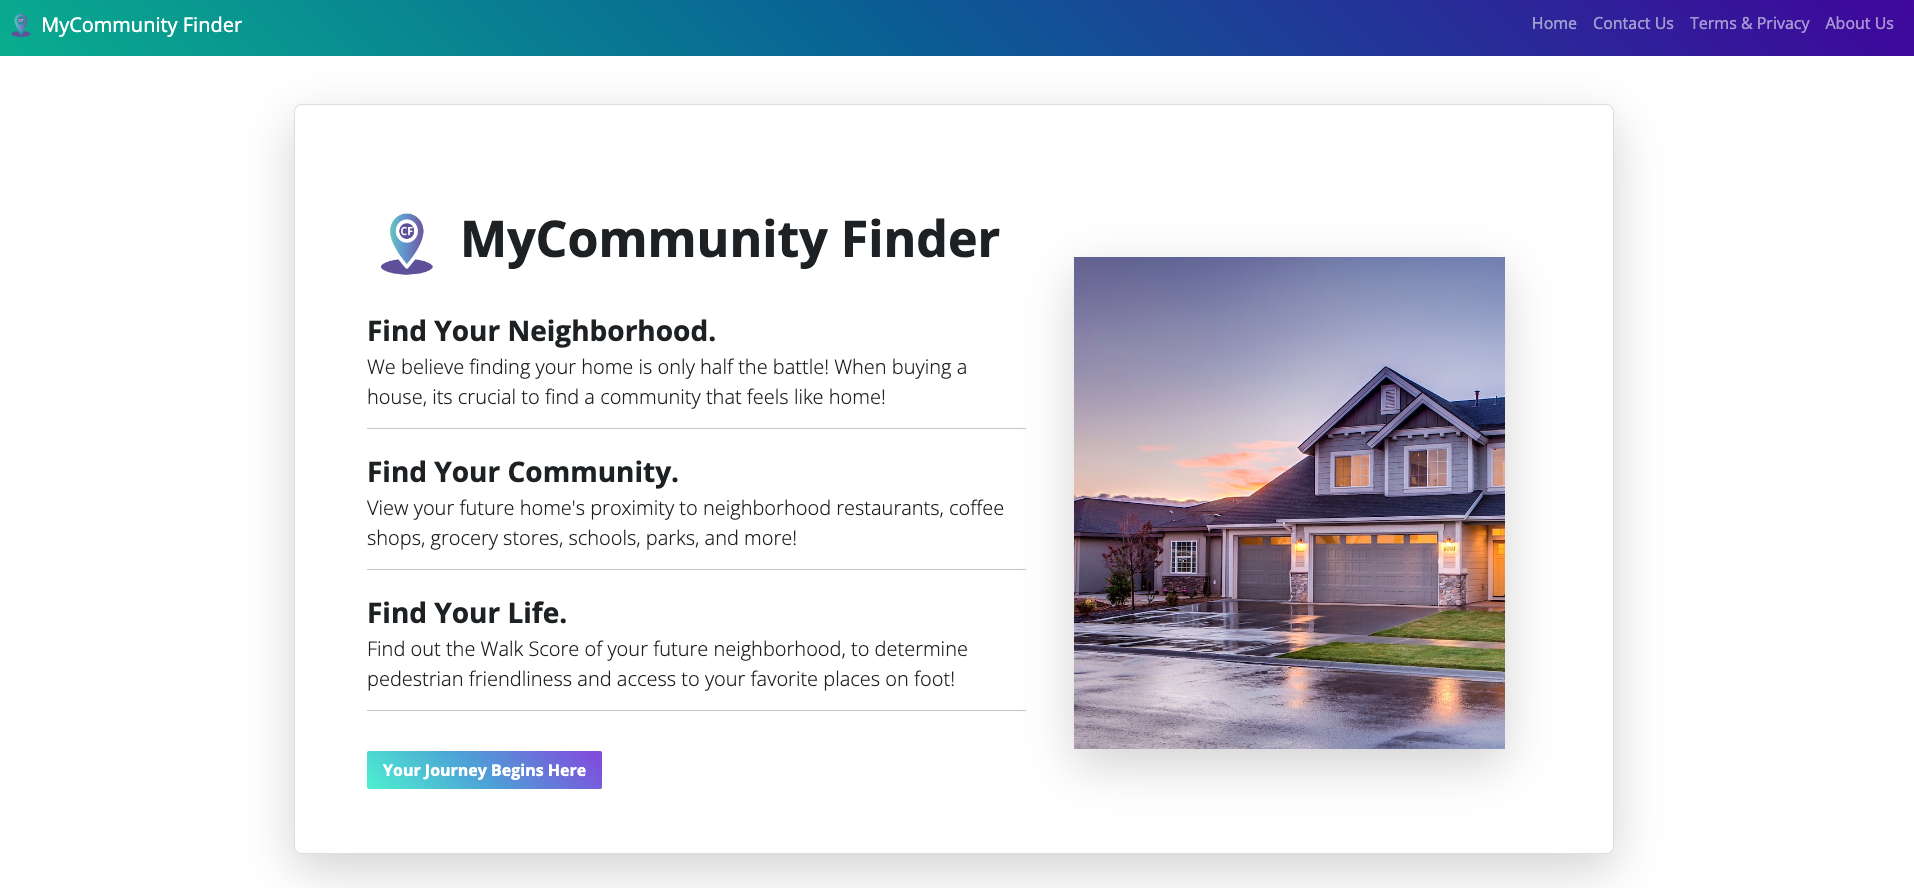 MyCommunity Finder
Home Contact Us Terms & Privacy About Us
CF
MyCommunity Finder
Find Your Neighborhood.
We believe finding your home is only half the battle! When buying a
house, its crucial to find a community that feels like home!
Find Your Community.
View your future home's proximity to neighborhood restaurants, coffee
shops, grocery stores, schools, parks, and more!
Find Your Life.
Find out the Walk Score of your future neighborhood, to determine
pedestrian friendliness and access to your favorite places on foot!
Your Journey Begins Here